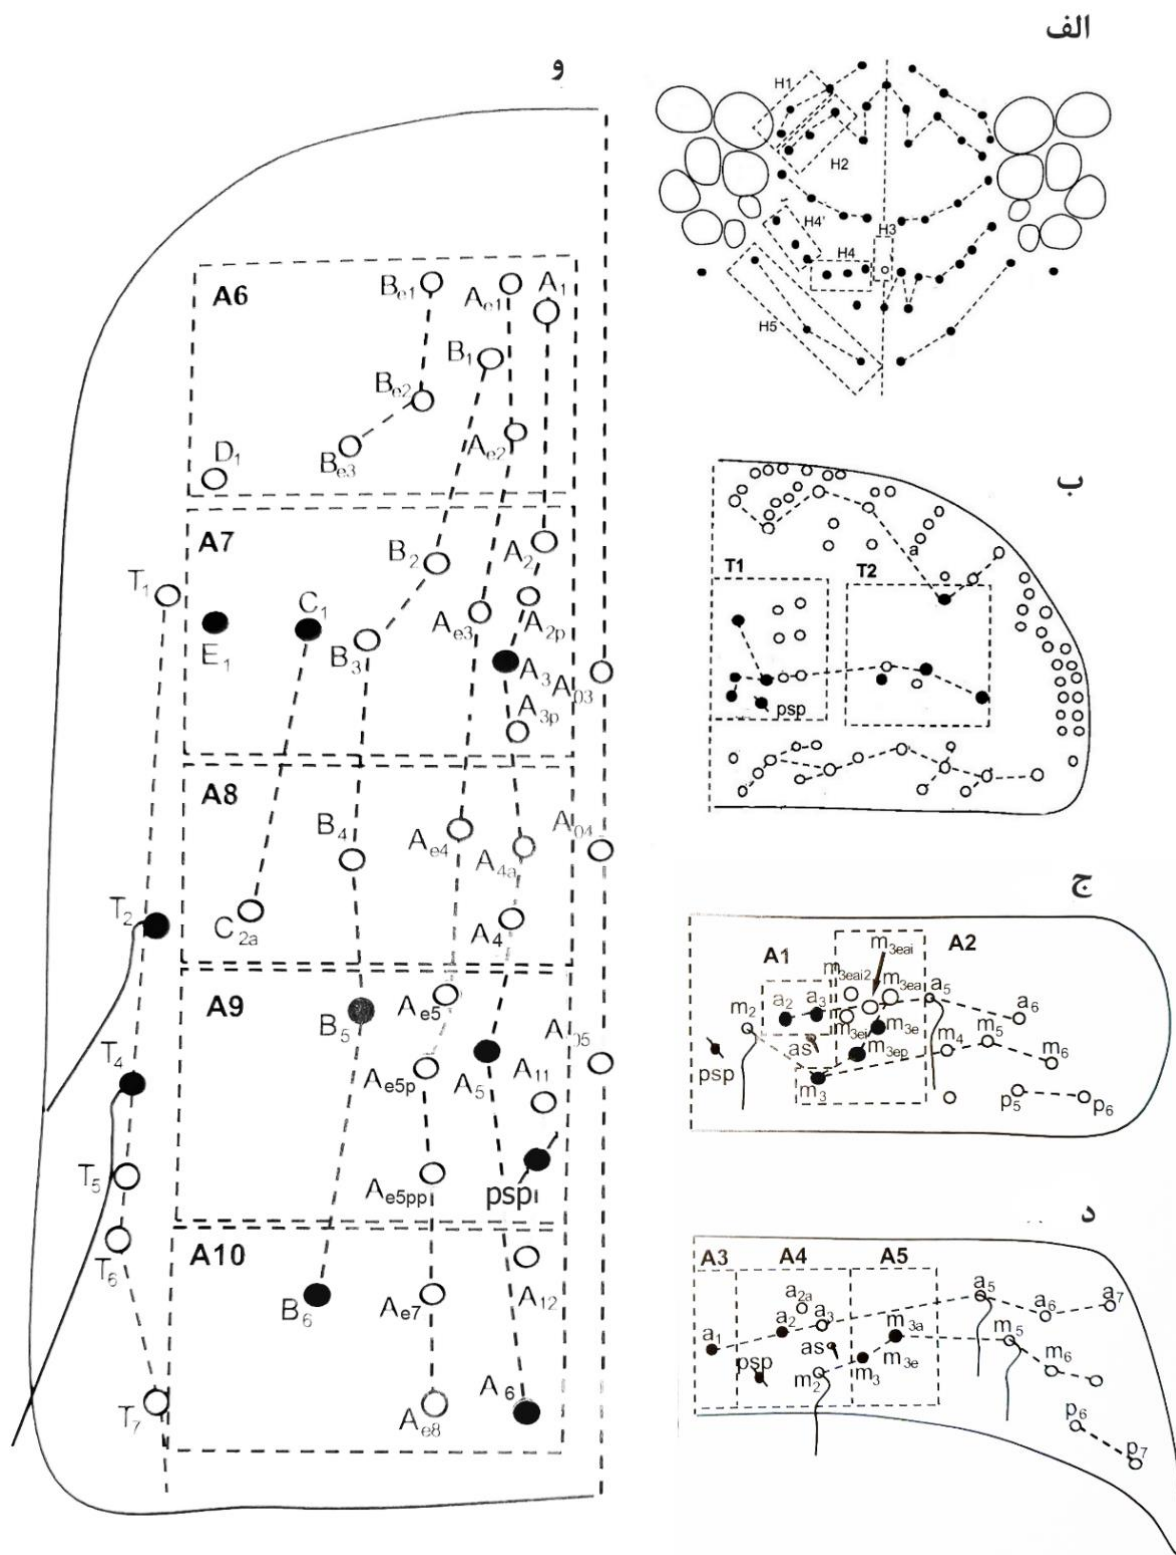 الف
H1
H2
H3
H4'
H4
H5
ب
a
T1
T2
psp
ج
A1
A2
m3eai
m3eai2
m3ea
a5
a6
m2
a2
a3
m3ei
m3e
m3ep
as
m4
m5
m6
psp
m3
p5
p6
د
A3
A4
A5
a5
a6
a7
a2a
a2
a3
m3a
m5
a1
as
psp
m3e
m3
m2
m6
p6
p7
و
A6
Be1
Ae1
A1
B1
Be2
Ae2
Be3
D1
A7
B2
A2
T1
C1
Ae3
A2p
E1
B3
A3
A03
A3p
A8
B4
Ae4
A4a
A04
T2
C2a
A4
A9
B5
Ae5
A05
T4
Ae5p
A5
A11
T5
Ae5pp
psp
T6
A10
B6
Ae7
A12
T7
Ae8
A6